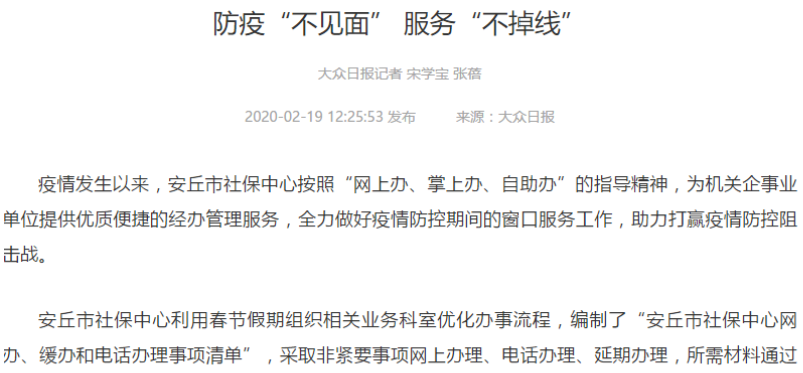 防疫“不见面” 服务“不掉线”
大众日报记者 宋学宝 张蓓
2020-02-19 12:25:53 发布 来源：大众日报
疫情发生以来，安丘市社保中心按照“网上办、掌上办、自助办”的指导精神，为机关企事业
单位提供优质便捷的经办管理服务，全力做好疫情防控期间的窗口服务工作，助力打赢疫情防控阻
击战。
安丘市社保中心利用春节假期组织相关业务科室优化办事流程，编制了“安丘市社保中心网
办、缓办和电话办理事项清单”，采取非紧要事项网上办理、电话办理、延期办理，所需材料通过